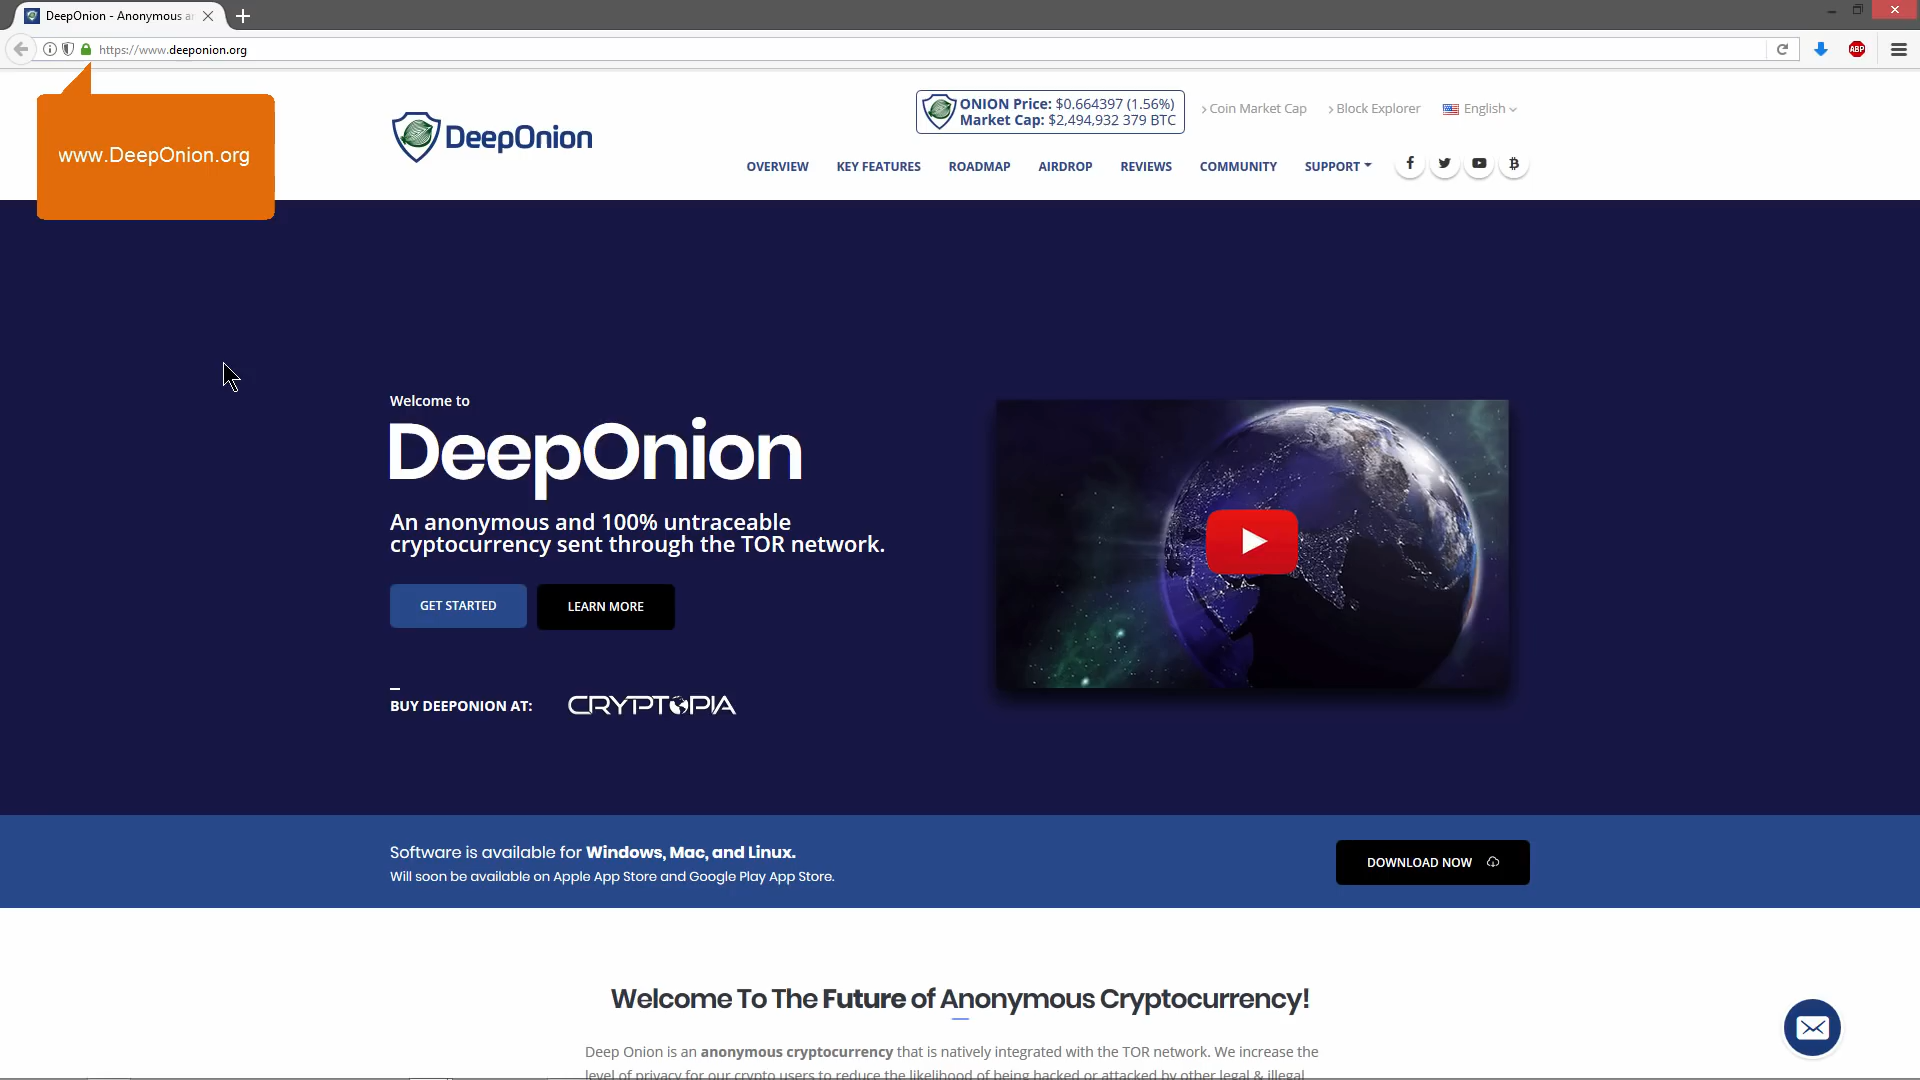 DeepOnion - Anonymous a
https://www.deeponion.org
ABP
www.DeepOnion.org
DeepOnion
ONION Price: $0.664397 (1.56%)
Market Cap: $2,494,932 379 BTC
Coin Market Cap
Block Explorer
English
OVERVIEW
KEY FEATURES
ROADMAP
AIRDROP
REVIEWS
COMMUNITY
SUPPORT
Welcome to
DeepOnion
An anonymous and 100% untraceable
cryptocurrency sent through the TOR network.
GET STARTED
LEARN MORE
BUY DEEPONION AT:
CRYPTOPIA
Software is available for Windows, Mac, and Linux.
Will soon be available on Apple App Store and Google Play App Store.
DOWNLOAD NOW
Welcome To The Future of Anonymous Cryptocurrency!
Deep Onion is an anonymous cryptocurrency that is natively integrated with the TOR network. We increase the
level of privacy for our crypto users to reduce the likelihood of being hacked or attacked by other legal & illegal